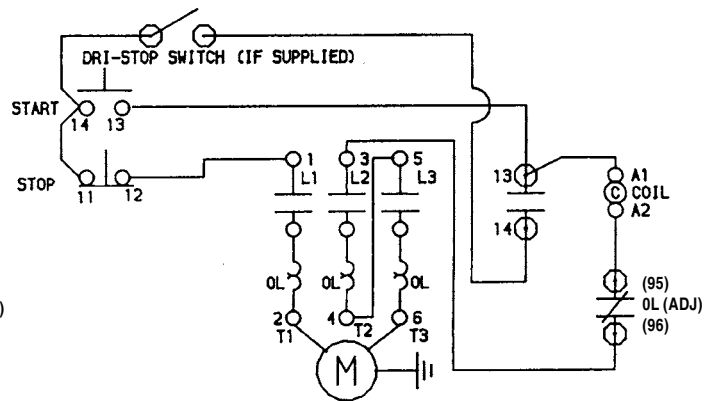 DRI-STOP SWITCH (IF SUPPLIED)
START
14 13
STOP
11 12
1 3 5
L1 L2 L3
OL OL OL
2 4 6
T1 T2 T3
M
13
14
A1
C COIL
A2
(95)
OL (ADJ)
(96)
)